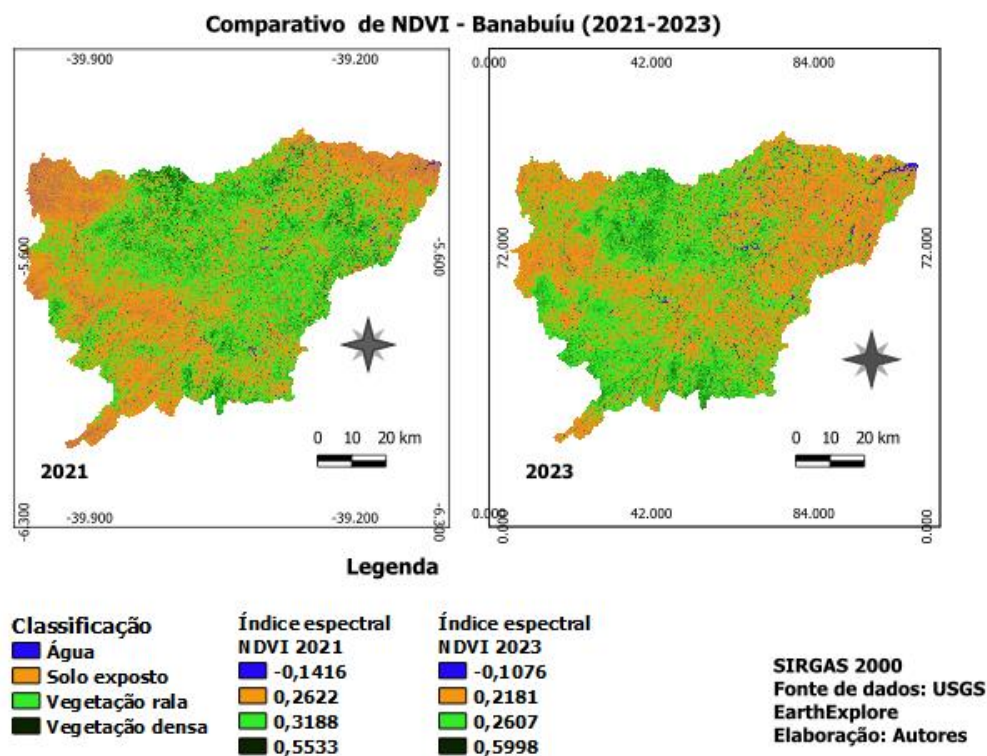 Comparativo de NDVI - Banabuíu (2021-2023)
-39.900
-39.200
-5.600
-5.600
0 10 20 km
2021
-39.900
-39.200
-6.300
-6.300
0.000
42.000
84.000
72.000
72.000
0 10 20 km
2023
0.000
42.000
84.000
0.000
0.000
Legenda
Classificação
Água
Solo exposto
Vegetação rala
Vegetação densa
Índice espectral
NDVI 2021
-0,1416
0,2622
0,3188
0,5533
Índice espectral
NDVI 2023
-0,1076
0,2181
0,2607
0,5998
SIRGAS 2000
Fonte de dados: USGS
EarthExplore
Elaboração: Autores